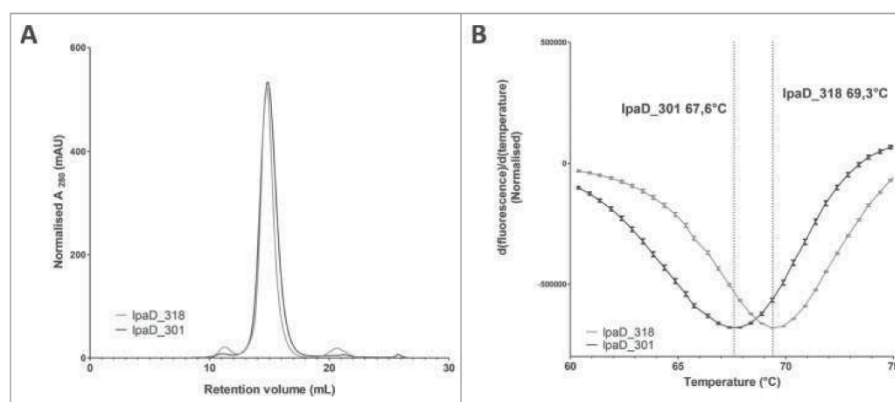 A
Normalised A 280 (mAU)
600
400
200
0
0
10
20
30
IpaD_318
IpaD_301
Retention volume (mL)
B
d(fluorescence)/d(temperature)
(Normalised)
500000
0
-500000
IpaD_318 69,3°C
IpaD_301 67,6°C
IpaD_318
IpaD_301
60
65
70
75
Temperature (°C)